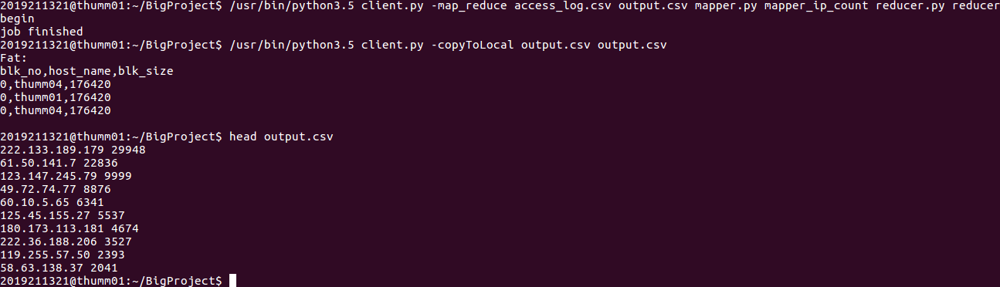 2019211321@thumm01:~/BigProject$ /usr/bin/python3.5 client.py -map_reduce access_log.csv output.csv mapper.py mapper_ip_count reducer.py reducer
begin
job finished
2019211321@thumm01:~/BigProject$ /usr/bin/python3.5 client.py -copyToLocal output.csv output.csv
Fat:
blk_no,host_name,blk_size
0,thumm04,176420
0,thumm01,176420
0,thumm04,176420
2019211321@thumm01:~/BigProject$ head output.csv
222.133.189.179 29948
61.50.141.7 22836
123.147.245.79 9999
49.72.74.77 8876
60.10.5.65 6341
125.45.155.27 5537
180.173.113.181 4674
222.36.188.206 3527
119.255.57.50 2393
58.63.138.37 2041
2019211321@thumm01:~/BigProject$